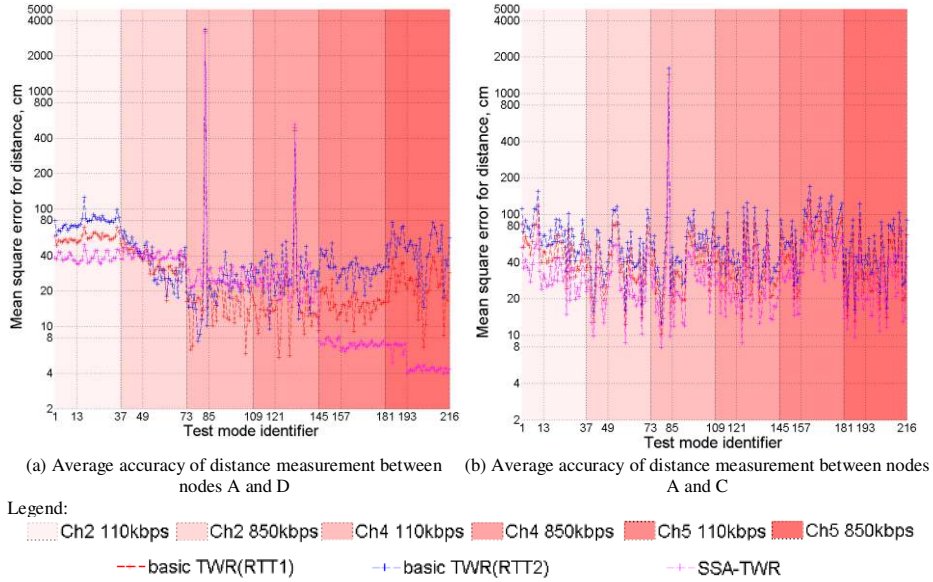 5000
2000
1000
800
400
200
100
80
40
20
10
8
4
2
Mean square error for distance, cm
1 13 37 49 73 85 109 121 145 157 181 193 216
Test mode identifier
5000
2000
1000
800
400
200
100
80
40
20
10
8
4
2
Mean square error for distance, cm
1 13 37 49 73 85 109 121 145 157 181 193 216
Test mode identifier
(a) Average accuracy of distance measurement between
nodes A and D
(b) Average accuracy of distance measurement between nodes
A and C
Legend:
Ch2 110kbps Ch2 850kbps Ch4 110kbps Ch4 850kbps Ch5 110kbps Ch5 850kbps
basic TWR(RTT1) basic TWR(RTT2) SSA-TWR